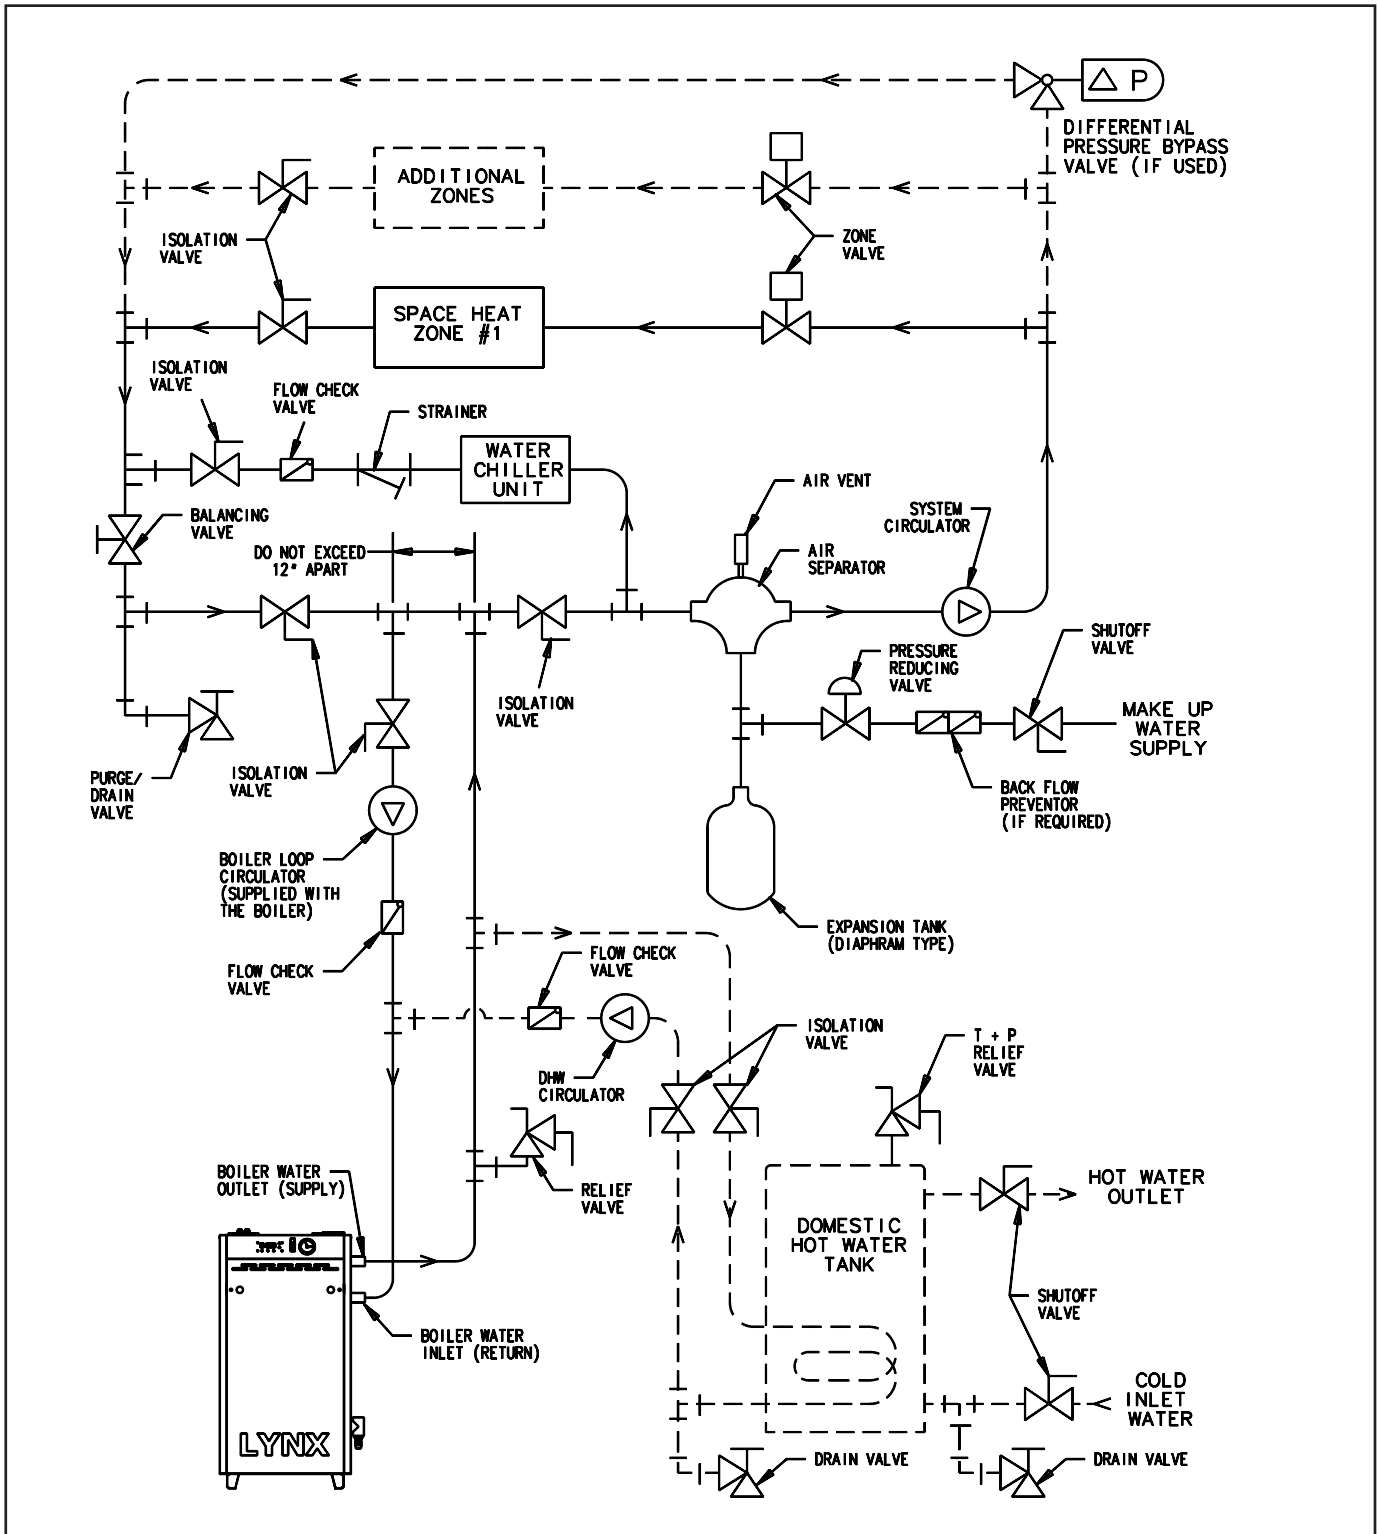 △ P
DIFFERENTIAL
PRESSURE BYPASS
VALVE (IF USED)
ADDITIONAL
ZONES
ISOLATION
VALVE
ZONE
VALVE
SPACE HEAT
ZONE #1
ISOLATION
VALVE
FLOW CHECK
VALVE
STRAINER
WATER
CHILLER
UNIT
AIR VENT
SYSTEM
CIRCULATOR
BALANCING
VALVE
DO NOT EXCEED
12" APART
AIR
SEPARATOR
SHUTOFF
VALVE
PRESSURE
REDUCING
VALVE
ISOLATION
VALVE
MAKE UP
WATER
SUPPLY
PURGE/
DRAIN
VALVE
ISOLATION
VALVE
BACK FLOW
PREVENTOR
(IF REQUIRED)
BOILER LOOP
CIRCULATOR
(SUPPLIED WITH
THE BOILER)
EXPANSION TANK
(DIAPHRAM TYPE)
FLOW CHECK
VALVE
FLOW CHECK
VALVE
ISOLATION
VALVE
T + P
RELIEF
VALVE
DHW
CIRCULATOR
BOILER WATER
OUTLET (SUPPLY)
RELIEF
VALVE
HOT WATER
OUTLET
DOMESTIC
HOT WATER
TANK
SHUTOFF
VALVE
BOILER WATER
INLET (RETURN)
COLD
INLET
WATER
LYNX
DRAIN VALVE
DRAIN VALVE